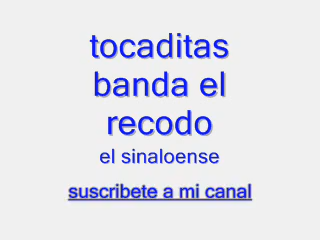 tocaditas
banda el
recodo
el sinaloense
suscribete a mi canal